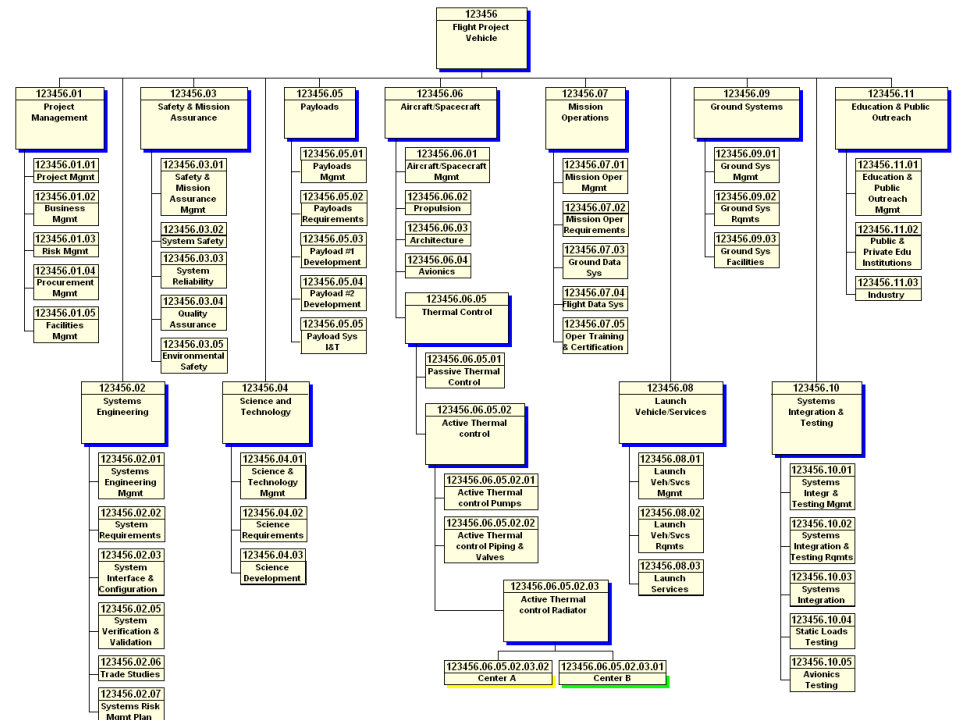 123456
Flight Project
Vehicle
123456.01
Project
Management
123456.01.01
Project Mgmt
123456.01.02
Business
Mgmt
123456.01.03
Risk Mgmt
123456.01.04
Procurement
Mgmt
123456.01.05
Facilities
Mgmt
123456.02
Systems
Engineering
123456.02.01
Systems
Engineering
Mgmt
123456.02.02
System
Requirements
123456.02.03
System
Interface &
Configuration
123456.02.05
System
Verification &
Validation
123456.02.06
Trade Studies
123456.02.07
Systems Risk
Mgmt Plan
123456.03
Safety & Mission
Assurance
123456.03.01
Safety &
Mission
Assurance
Mgmt
123456.03.02
System Safety
123456.03.03
System
Reliability
123456.03.04
Quality
Assurance
123456.03.05
Environmental
Safety
123456.04
Science and
Technology
123456.04.01
Science &
Technology
Mgmt
123456.04.02
Science
Requirements
123456.04.03
Science
Development
123456.05
Payloads
123456.05.01
Payloads
Mgmt
123456.05.02
Payloads
Requirements
123456.05.03
Payload #1
Development
123456.05.04
Payload #2
Development
123456.05.05
Payload Sys
I&T
123456.06
Aircraft/Spacecraft
123456.06.01
Aircraft/Spacecraft
Mgmt
123456.06.02
Propulsion
123456.06.03
Architecture
123456.06.04
Avionics
123456.06.05
Thermal Control
123456.06.05.01
Passive Thermal
Control
123456.06.05.02
Active Thermal
control
123456.06.05.02.01
Active Thermal
control Pumps
123456.06.05.02.02
Active Thermal
control Piping &
Valves
123456.06.05.02.03
Active Thermal
control Radiator
123456.06.05.02.03.02
Center A
123456.06.05.02.03.01
Center B
123456.07
Mission
Operations
123456.07.01
Mission Oper
Mgmt
123456.07.02
Mission Oper
Requirements
123456.07.03
Ground Data
Sys
123456.07.04
Flight Data Sys
123456.07.05
Oper Training
& Certification
123456.08
Launch
Vehicle/Services
123456.08.01
Launch
Veh/Svcs
Mgmt
123456.08.02
Launch
Veh/Svcs
Rqmts
123456.08.03
Launch
Services
123456.09
Ground Systems
123456.09.01
Ground Sys
Mgmt
123456.09.02
Ground Sys
Rqmts
123456.09.03
Ground Sys
Facilities
123456.10
Systems
Integration &
Testing
123456.10.01
Systems
Integr &
Testing Mgmt
123456.10.02
Systems
Integration &
Testing Rqmts
123456.10.03
Systems
Integration
123456.10.04
Static Loads
Testing
123456.10.05
Avionics
Testing
123456.11
Education & Public
Outreach
123456.11.01
Education &
Public
Outreach
Mgmt
123456.11.02
Public &
Private Edu
Institutions
123456.11.03
Industry